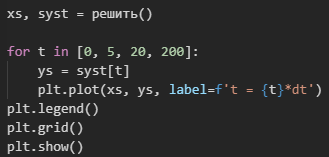 xs, syst = решить()
for t in [0, 5, 20, 200]:
    ys = syst[t]
    plt.plot(xs, ys, label=f't = {t}*dt')
plt.legend()
plt.grid()
plt.show()